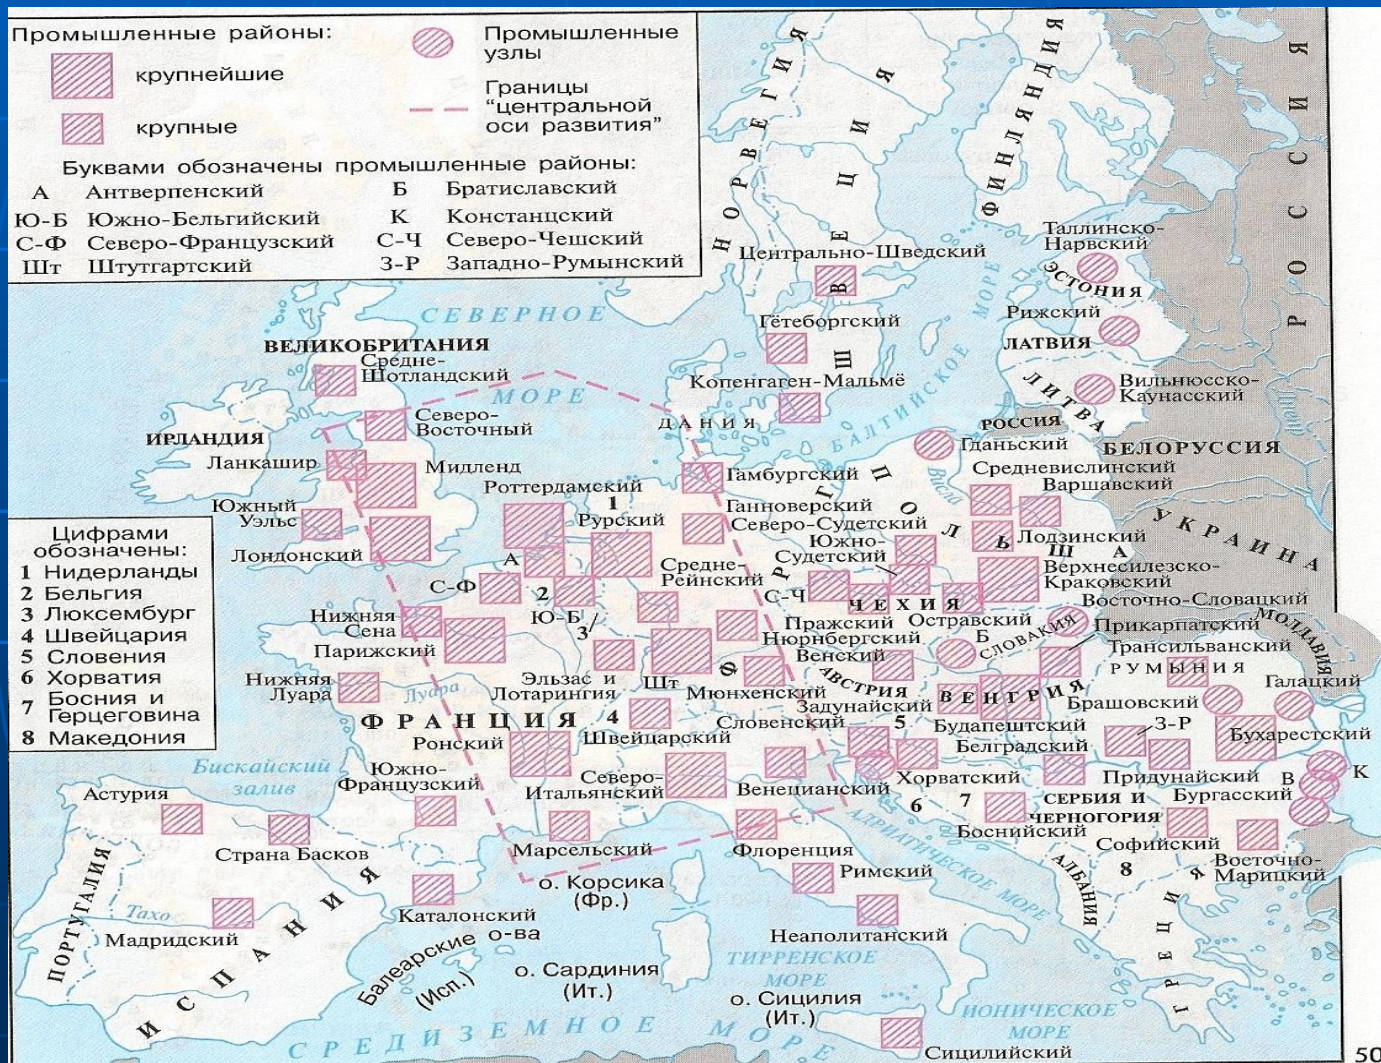 Промышленные районы:
крупнейшие
крупные
Промышленные
узлы
Границы
“центральной
оси развития”
Буквами обозначены промышленные районы:
А Антверпенский
Б Братиславский
Ю-Б Южно-Бельгийский
К Констанцский
С-Ф Северо-Французский
С-Ч Северо-Чешский
Шт Штутгартский
З-Р Западно-Румынский
НОРВЕГИЯ
ШВЕЦИЯ
ФИНЛЯНДИЯ
РОССИЯ
Таллинско-
Нарвский
Центрально-Шведский
ЭСТОНИЯ
СЕВЕРНОЕ
МОРЕ
БАЛТИЙСКОЕ
МОРЕ
Рижский
ЛАТВИЯ
Гётеборгский
ВЕЛИКОБРИТАНИЯ
Средне-
Шотландский
Копенгаген-Мальмё
ЛИТВА
Вильнюсско-
Каунасский
Северо-
Восточный
ДАНИЯ
РОССИЯ
ИРЛАНДИЯ
Гданьский
БЕЛОРУССИЯ
Ланкашир
Мидленд
Гамбургский
Висла
Средневислинский
Варшавский
Роттердамский
1
Ганноверский
ПОЛЬША
УКРАИНА
Южный
Уэльс
Рурский
Северо-Судетский
Лодзинский
Лондонский
Южно-
Судетский
А
Средне-
Рейнский
Верхнесилезско-
Краковский
С-Ф
2
С-Ч
ЧЕХИЯ
Восточно-Словацкий
Нижняя
Сена
Ю-Б
3
Пражский
Остравский
Прикарпатский
МОЛДАВИЯ
Парижский
Нюрнбергский
Б
СЛОВАКИЯ
Трансильванский
Венский
РУМЫНИЯ
ФРГ
Нижняя
Луара
Луара
Эльзас и
Лотарингия
Шт
Мюнхенский
АВСТРИЯ
ВЕНГРИЯ
Задунайский
Брашовский
Галацкий
ФРАНЦИЯ
4
Швейцарский
Словенский
5
Будапештский
З-Р
Бухарестский
Ронский
Белградский
Бискайский
залив
Южно-
Французский
Северо-
Итальянский
Венецианский
Хорватский
Придунайский
В
К
Бургасский
Астурия
6
7
СЕРБИЯ И
ЧЕРНОГОРИЯ
Боснийский
Страна Басков
Марсельский
Флоренция
АДРИАТИЧЕСКОЕ МОРЕ
Софийский
Восточно-
Марицкий
АЛБАНИЯ
8
ПОРТУГАЛИЯ
Тахо
Мадридский
ИСПАНИЯ
Каталонский
о. Корсика
(Фр.)
Римский
Неаполитанский
ГРЕЦИЯ
Балеарские о-ва
(Исп.)
о. Сардиния
(Ит.)
ТИРРЕНСКОЕ
МОРЕ
о. Сицилия
(Ит.)
ИОНИЧЕСКОЕ
МОРЕ
СРЕДИЗЕМНОЕ МОРЕ
Сицилийский
Цифрами
обозначены:
1 Нидерланды
2 Бельгия
3 Люксембург
4 Швейцария
5 Словения
6 Хорватия
7 Босния и
Герцеговина
8 Македония
50